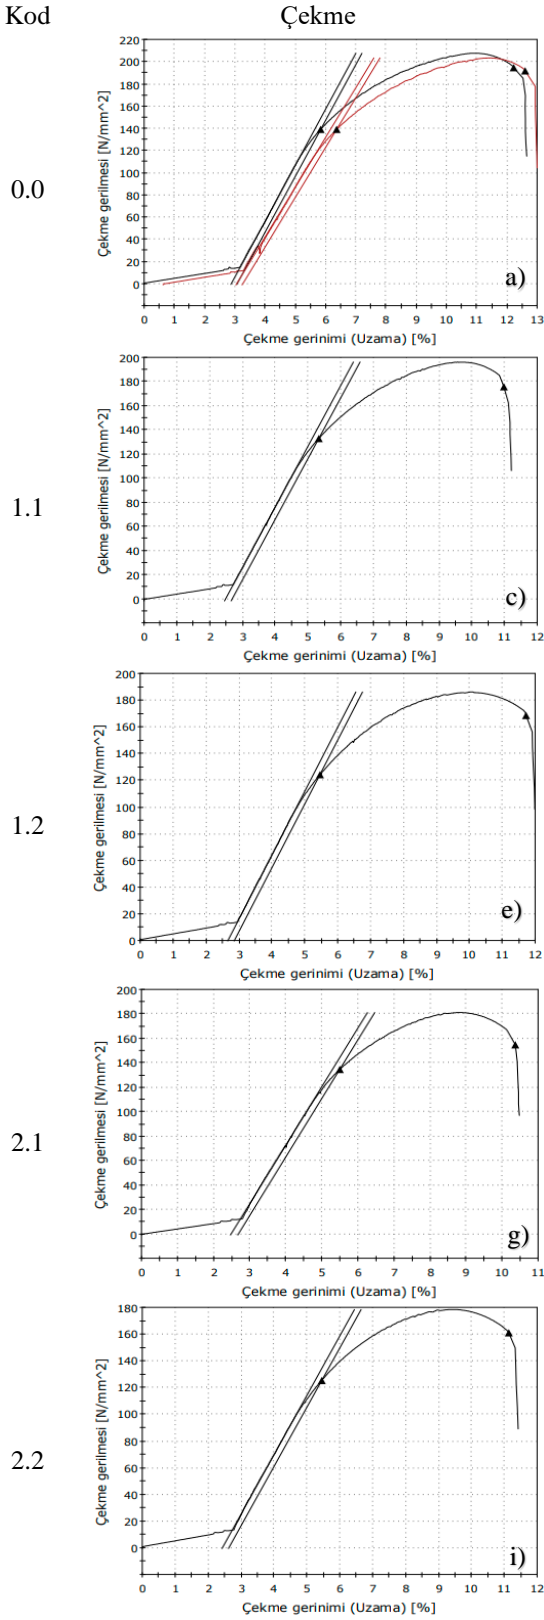 Kod Çekme
0.0
Çekme gerilmesi [N/mm^2]
220
200
180
160
140
120
100
80
60
40
20
0
0 1 2 3 4 5 6 7 8 9 10 11 12 13
Çekme gerinimi (Uzama) [%]
a)
1.1
Çekme gerilmesi [N/mm^2]
200
180
160
140
120
100
80
60
40
20
0
0 1 2 3 4 5 6 7 8 9 10 11 12
Çekme gerinimi (Uzama) [%]
c)
1.2
Çekme gerilmesi [N/mm^2]
200
180
160
140
120
100
80
60
40
20
0
0 1 2 3 4 5 6 7 8 9 10 11 12
Çekme gerinimi (Uzama) [%]
e)
2.1
Çekme gerilmesi [N/mm^2]
200
180
160
140
120
100
80
60
40
20
0
0 1 2 3 4 5 6 7 8 9 10 11
Çekme gerinimi (Uzama) [%]
g)
2.2
Çekme gerilmesi [N/mm^2]
180
160
140
120
100
80
60
40
20
0
0 1 2 3 4 5 6 7 8 9 10 11 12
Çekme gerinimi (Uzama) [%]
i)